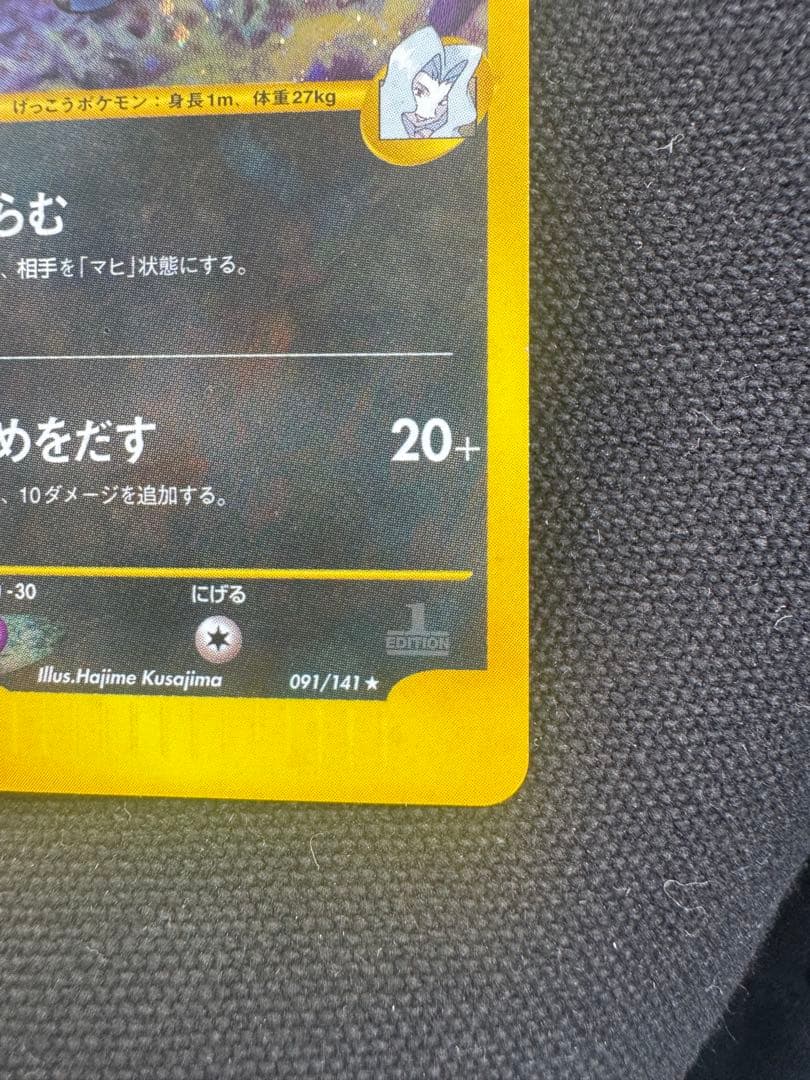 げっこうポケモン：身長1m、体重27kg
らむ
、相手を「マヒ」状態にする。
めをだす 20+
、10ダメージを追加する。
-30 にげる
1
EDITION
Illus.Hajime Kusajima 091/141★